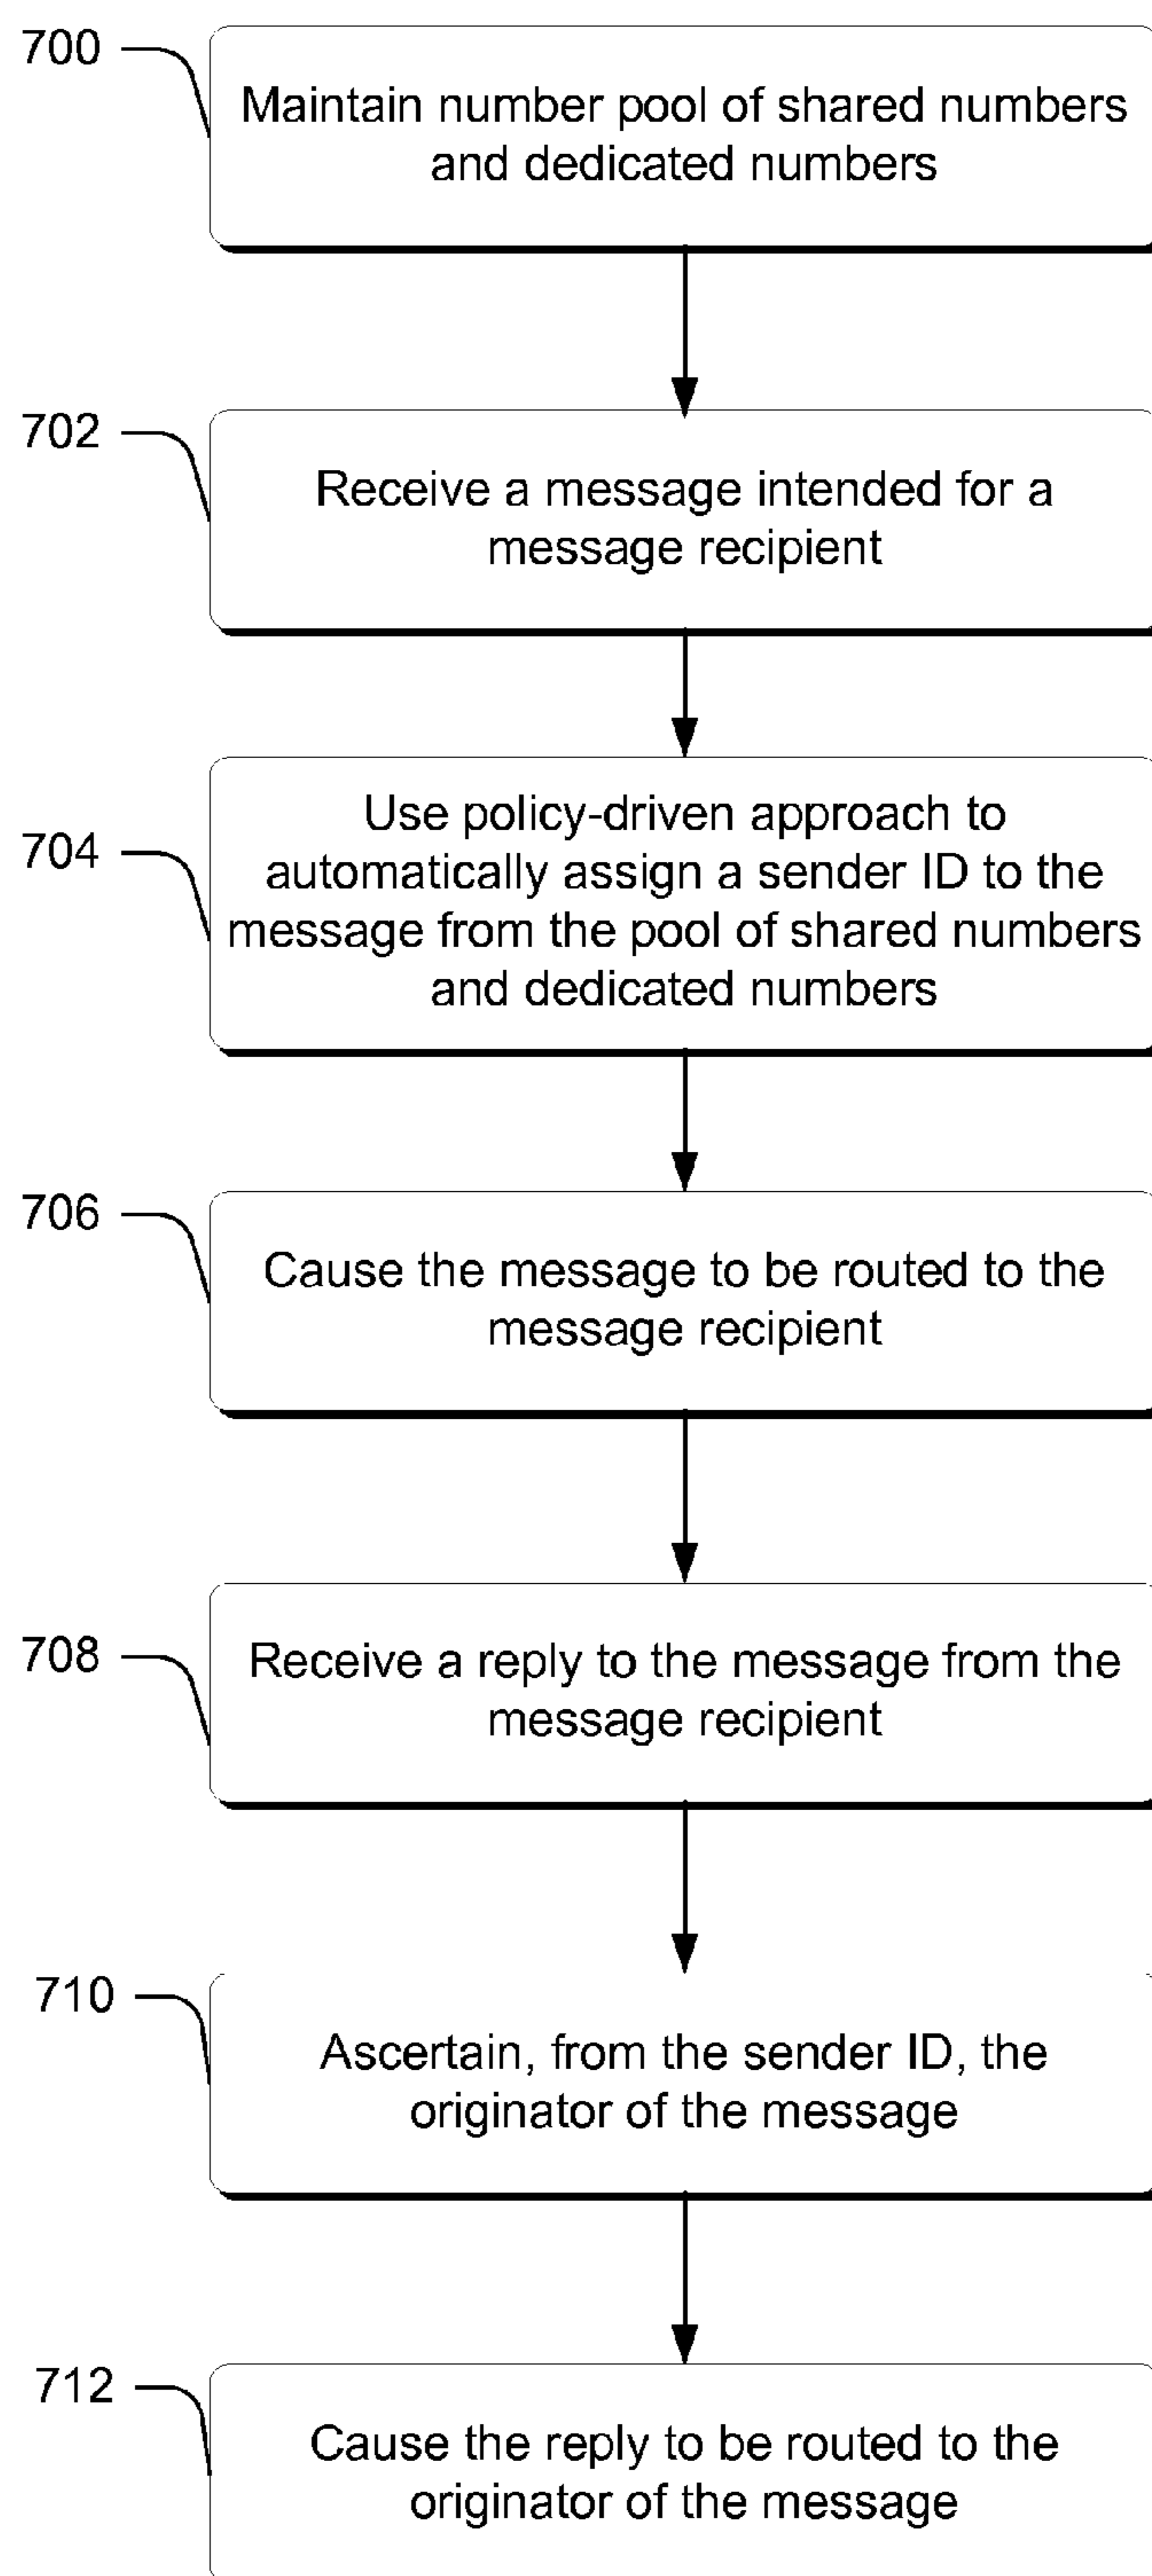 700
Maintain number pool of shared numbers
and dedicated numbers
702
Receive a message intended for a
message recipient
704
Use policy-driven approach to
automatically assign a sender ID to the
message from the pool of shared numbers
and dedicated numbers
706
Cause the message to be routed to the
message recipient
708
Receive a reply to the message from the
message recipient
710
Ascertain, from the sender ID, the
originator of the message
712
Cause the reply to be routed to the
originator of the message